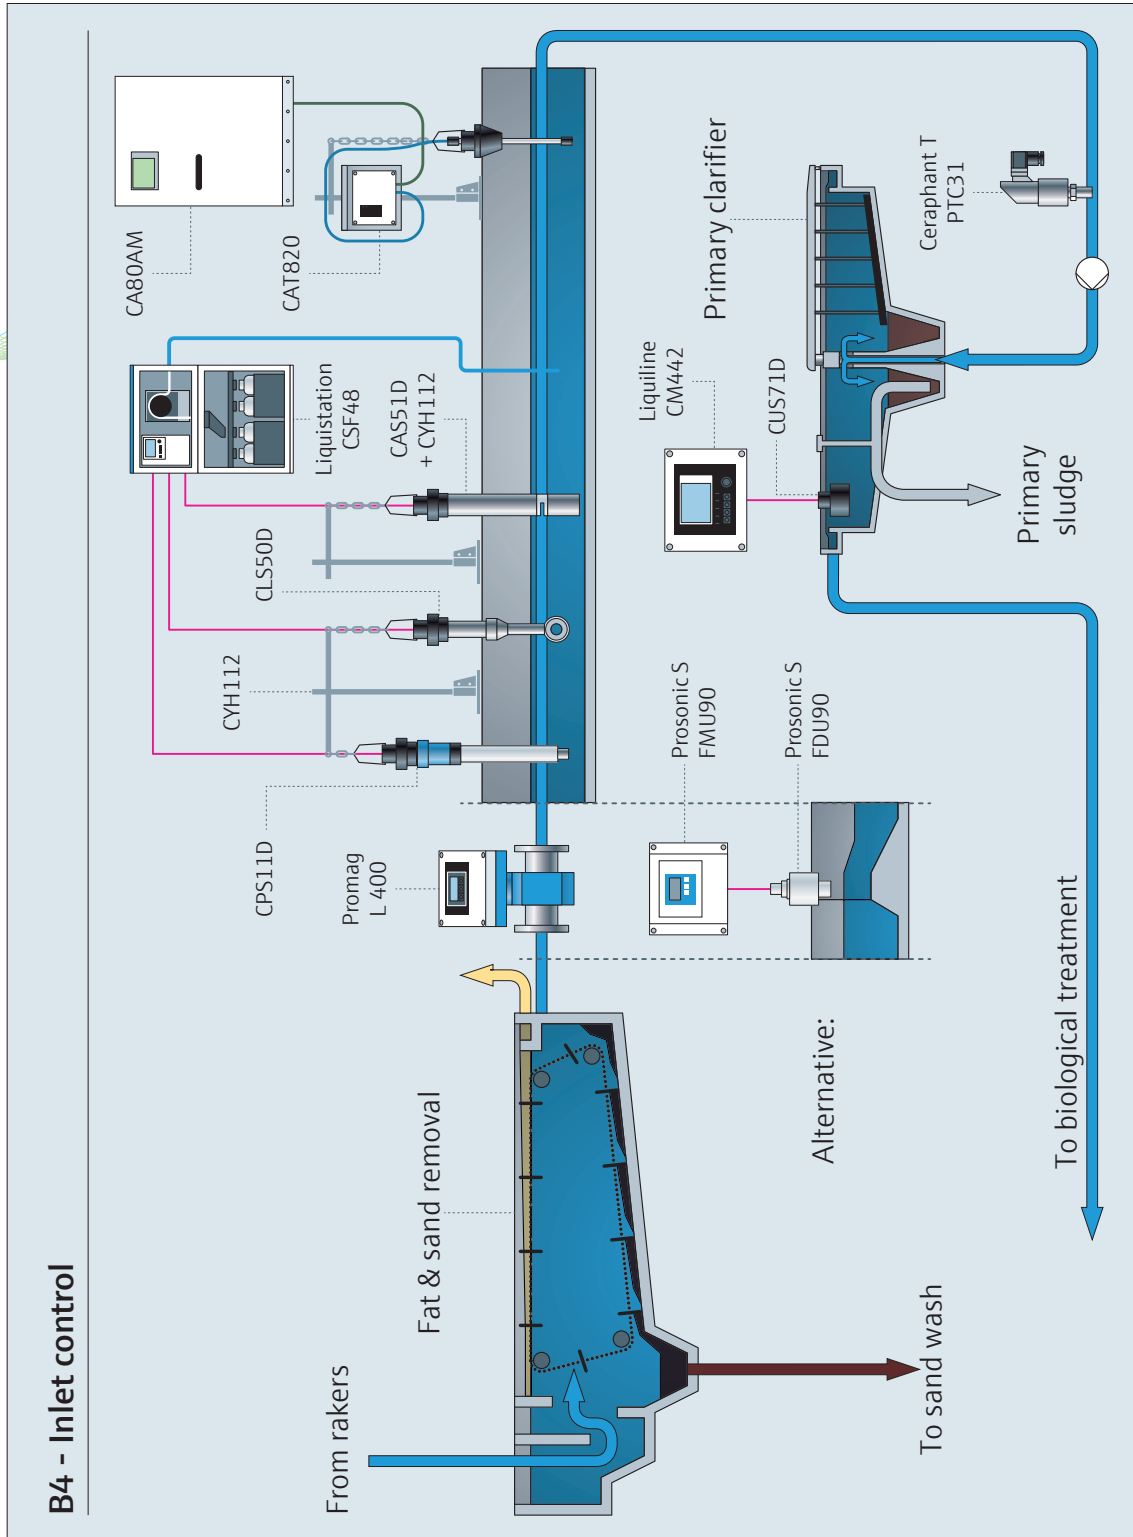 B4 - Inlet control
From rakers
Fat & sand removal
To sand wash
Promag
L 400
CPS11D
CYH112
CLS50D
CAS51D
+ CYH112
Liquistation
CSF48
CA80AM
CAT820
Alternative:
Prosonic S
FMU90
Prosonic S
FDU90
Liquiline
CM442
CUS71D
Primary clarifier
Ceraphant T
PTC31
Primary
sludge
To biological treatment